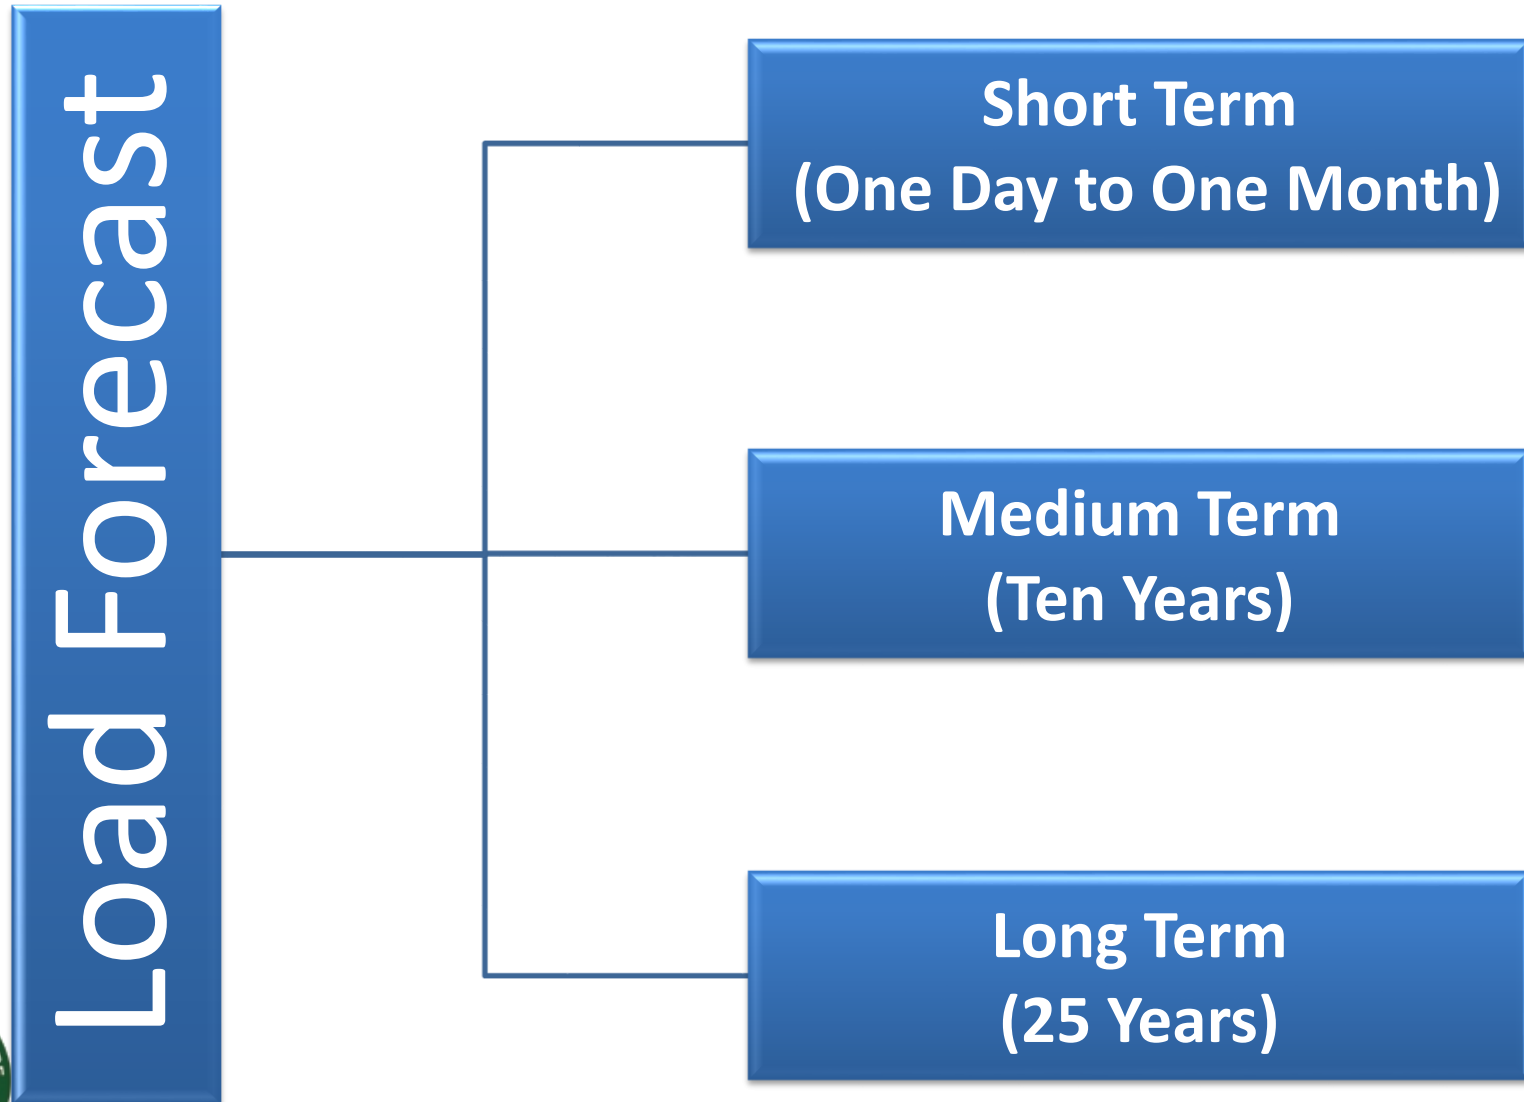 Load Forecast
Short Term
(One Day to One Month)
Medium Term
(Ten Years)
Long Term
(25 Years)